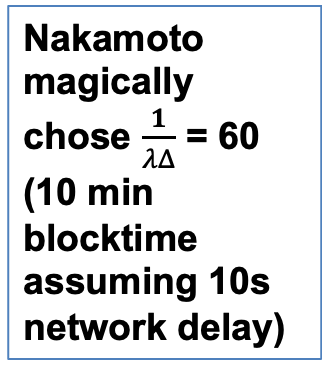 Nakamoto
magically
chose 1/λΔ = 60
(10 min
blocktime
assuming 10s
network delay)